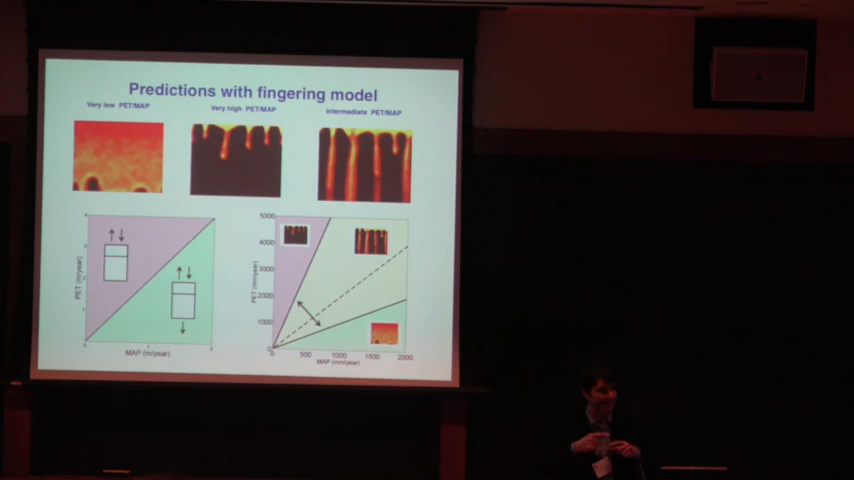 Predictions with fingering model
Very low PET/MAP
Very high PET/MAP
Intermediate PET/MAP
PET (m/year)
MAP (m/year)
5000
4000
3000
2000
1000
0
PET (mm/year)
0 500 1000 1500 2000
MAP (mm/year)